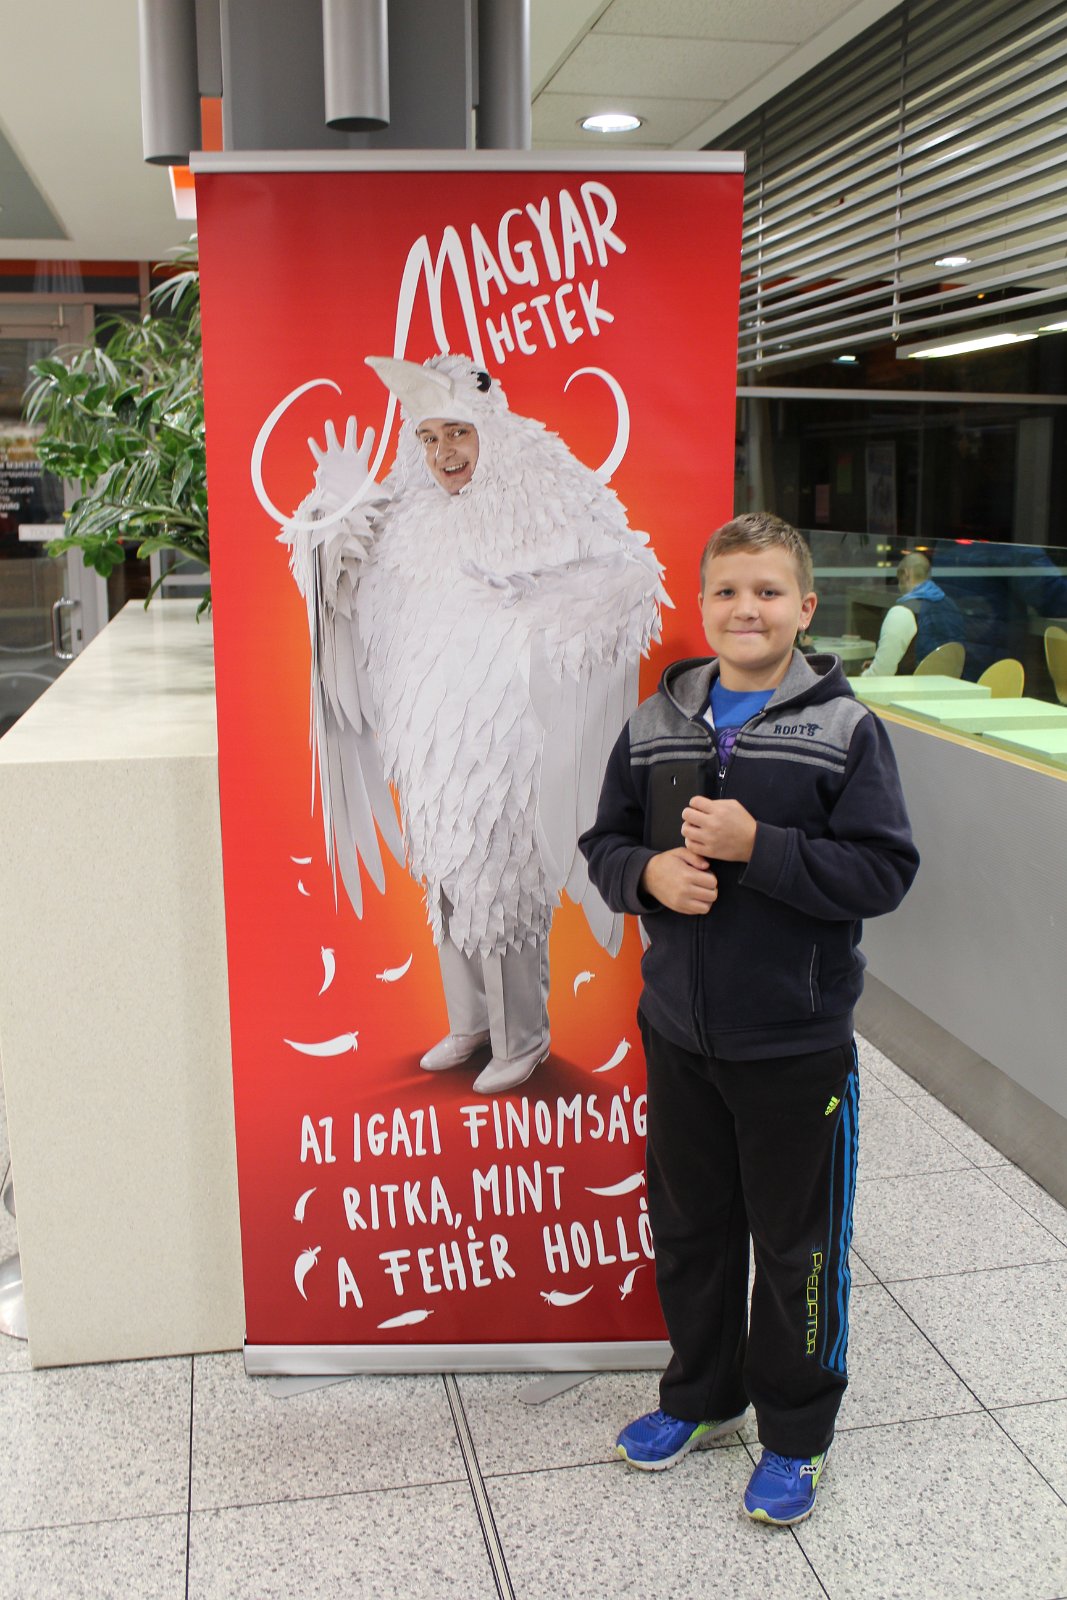 MAGYAR
HETEK
AZ IGAZI FINOMSÁG
RITKA, MINT
A FEHÉR HOLLÓ
ROOTS
PREDATOR